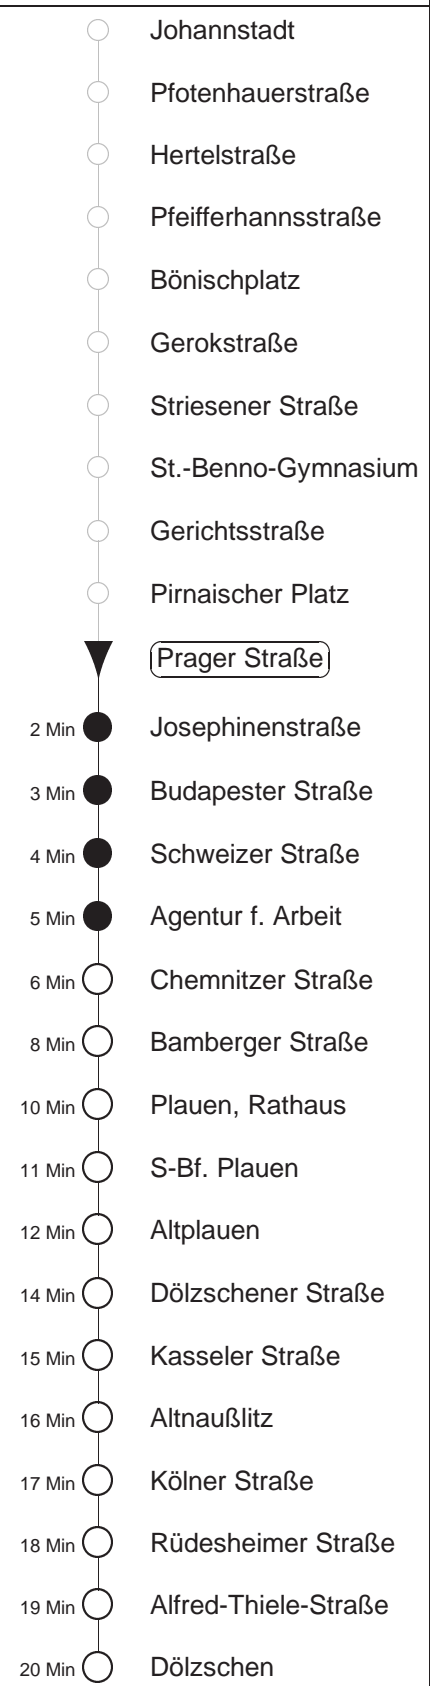 Johannstadt
Pfotenhauerstraße
Hertelstraße
Pfeifferhannsstraße
Bönischplatz
Gerokstraße
Striesener Straße
St.-Benno-Gymnasium
Gerichtsstraße
Pirnaischer Platz
Prager Straße
2 Min Josephinenstraße
3 Min Budapester Straße
4 Min Schweizer Straße
5 Min Agentur f. Arbeit
6 Min Chemnitzer Straße
8 Min Bamberger Straße
10 Min Plauen, Rathaus
11 Min S-Bf. Plauen
12 Min Altplauen
14 Min Dölzschener Straße
15 Min Kasseler Straße
16 Min Altnaußlitz
17 Min Kölner Straße
18 Min Rüdesheimer Straße
19 Min Alfred-Thiele-Straße
20 Min Dölzschen